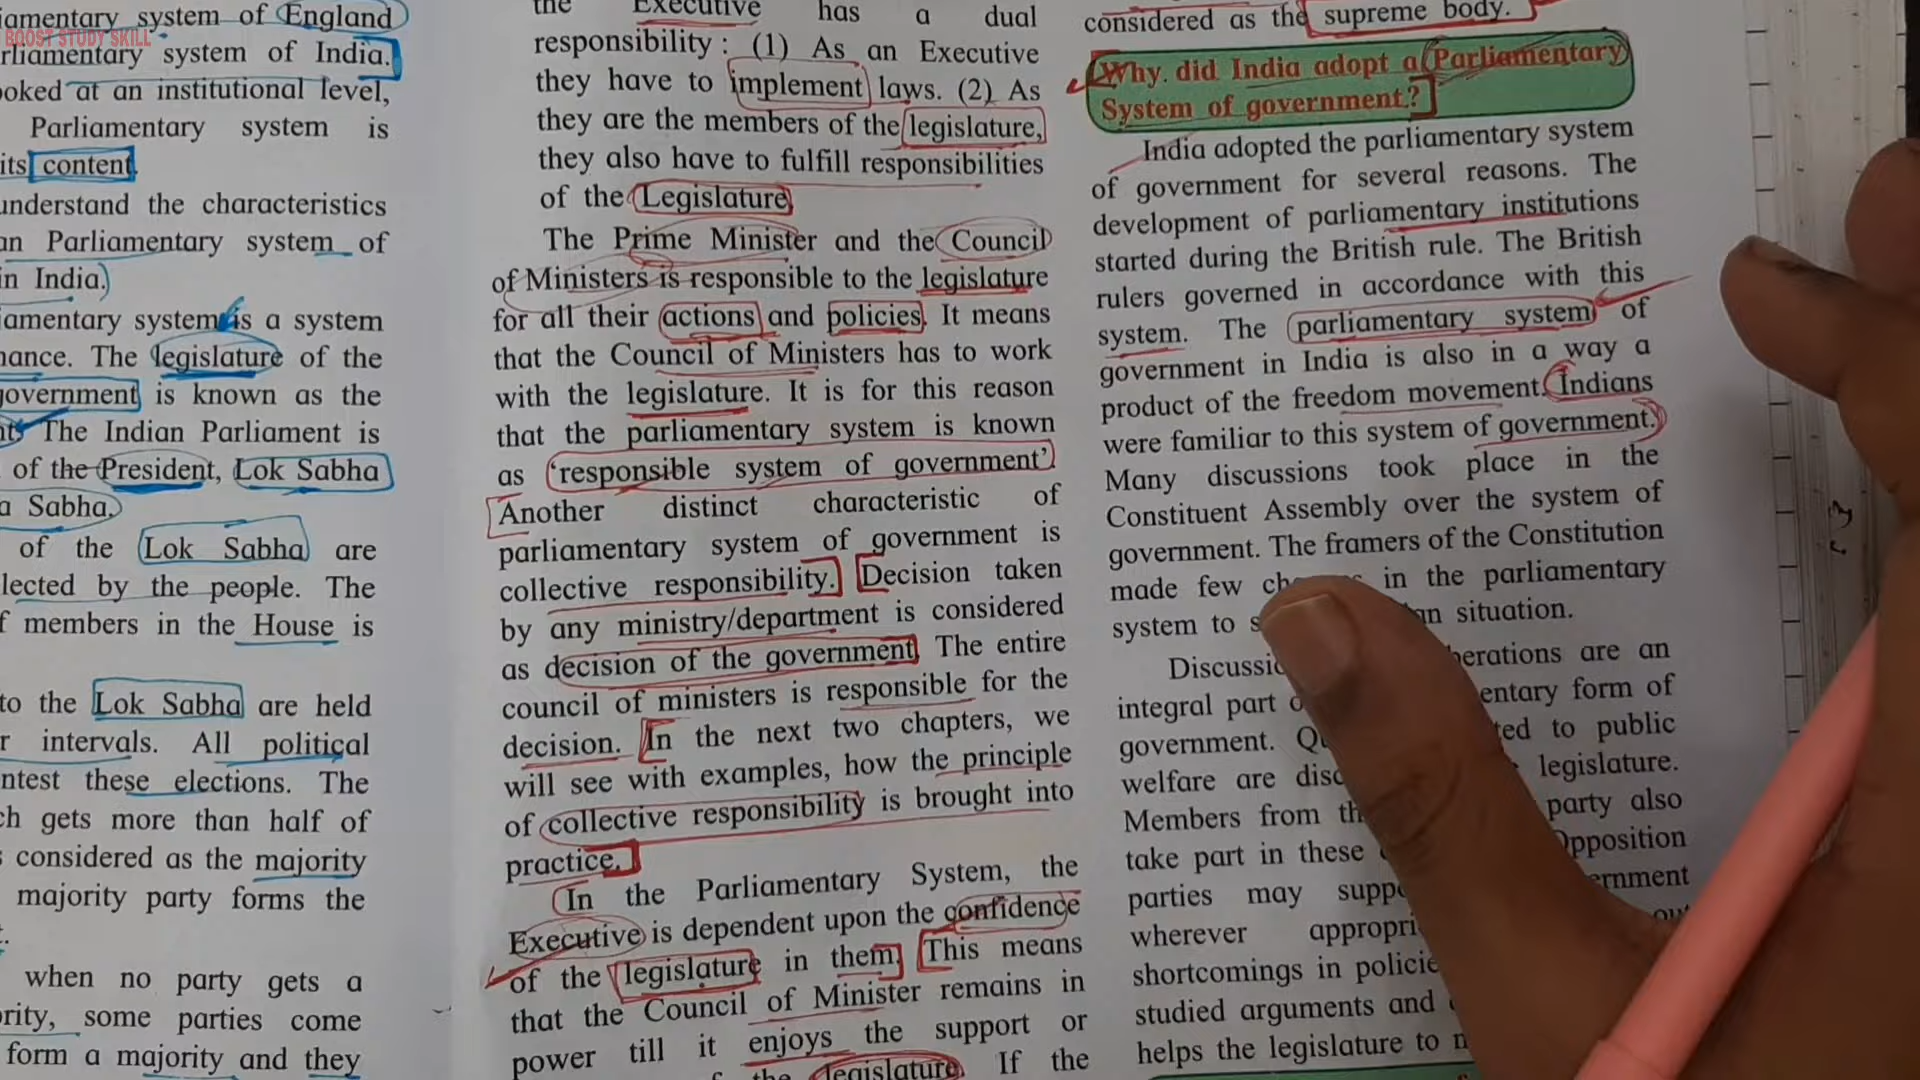 BOOST STUDY SKILL
system of England
system of India.
at an institutional level,
Parliamentary system is
its content
understand the characteristics
an Parliamentary system of
in India.
system is a system
The legislature of the
government is known as the
The Indian Parliament is
of the President, Lok Sabha
Sabha.
of the Lok Sabha are
by the people. The
members in the House is
to the Lok Sabha are held
intervals. All political
these elections. The
gets more than half of
considered as the majority
majority party forms the
when no party gets a
some parties come
form a majority and they
the Executive has a dual
responsibility : (1) As an Executive
they have to implement laws. (2) As
they are the members of the legislature,
they also have to fulfill responsibilities
of the Legislature
The Prime Minister and the Council
of Ministers is responsible to the legislature
for all their actions and policies. It means
that the Council of Ministers has to work
with the legislature. It is for this reason
that the parliamentary system is known
as ‘responsible system of government’.
Another distinct characteristic of
parliamentary system of government is
collective responsibility. Decision taken
by any ministry/department is considered
as decision of the government. The entire
council of ministers is responsible for the
decision. In the next two chapters, we
will see with examples, how the principle
of collective responsibility is brought into
practice.
In the Parliamentary System, the
Executive is dependent upon the confidence
of the legislature in them. This means
that the Council of Minister remains in
power till it enjoys the support or
the legislature. If the
considered as the supreme body.
Why did India adopt a Parliamentary
System of government?
India adopted the parliamentary system
of government for several reasons. The
development of parliamentary institutions
started during the British rule. The British
rulers governed in accordance with this
system. The parliamentary system of
government in India is also in a way a
product of the freedom movement. Indians
were familiar to this system of government.
Many discussions took place in the
Constituent Assembly over the system of
government. The framers of the Constitution
made few in the parliamentary
system to situation.
are an
integral part form of
government. to public
welfare are legislature.
Members from party also
take part in these
parties may
wherever
shortcomings in
studied arguments and
helps the legislature to